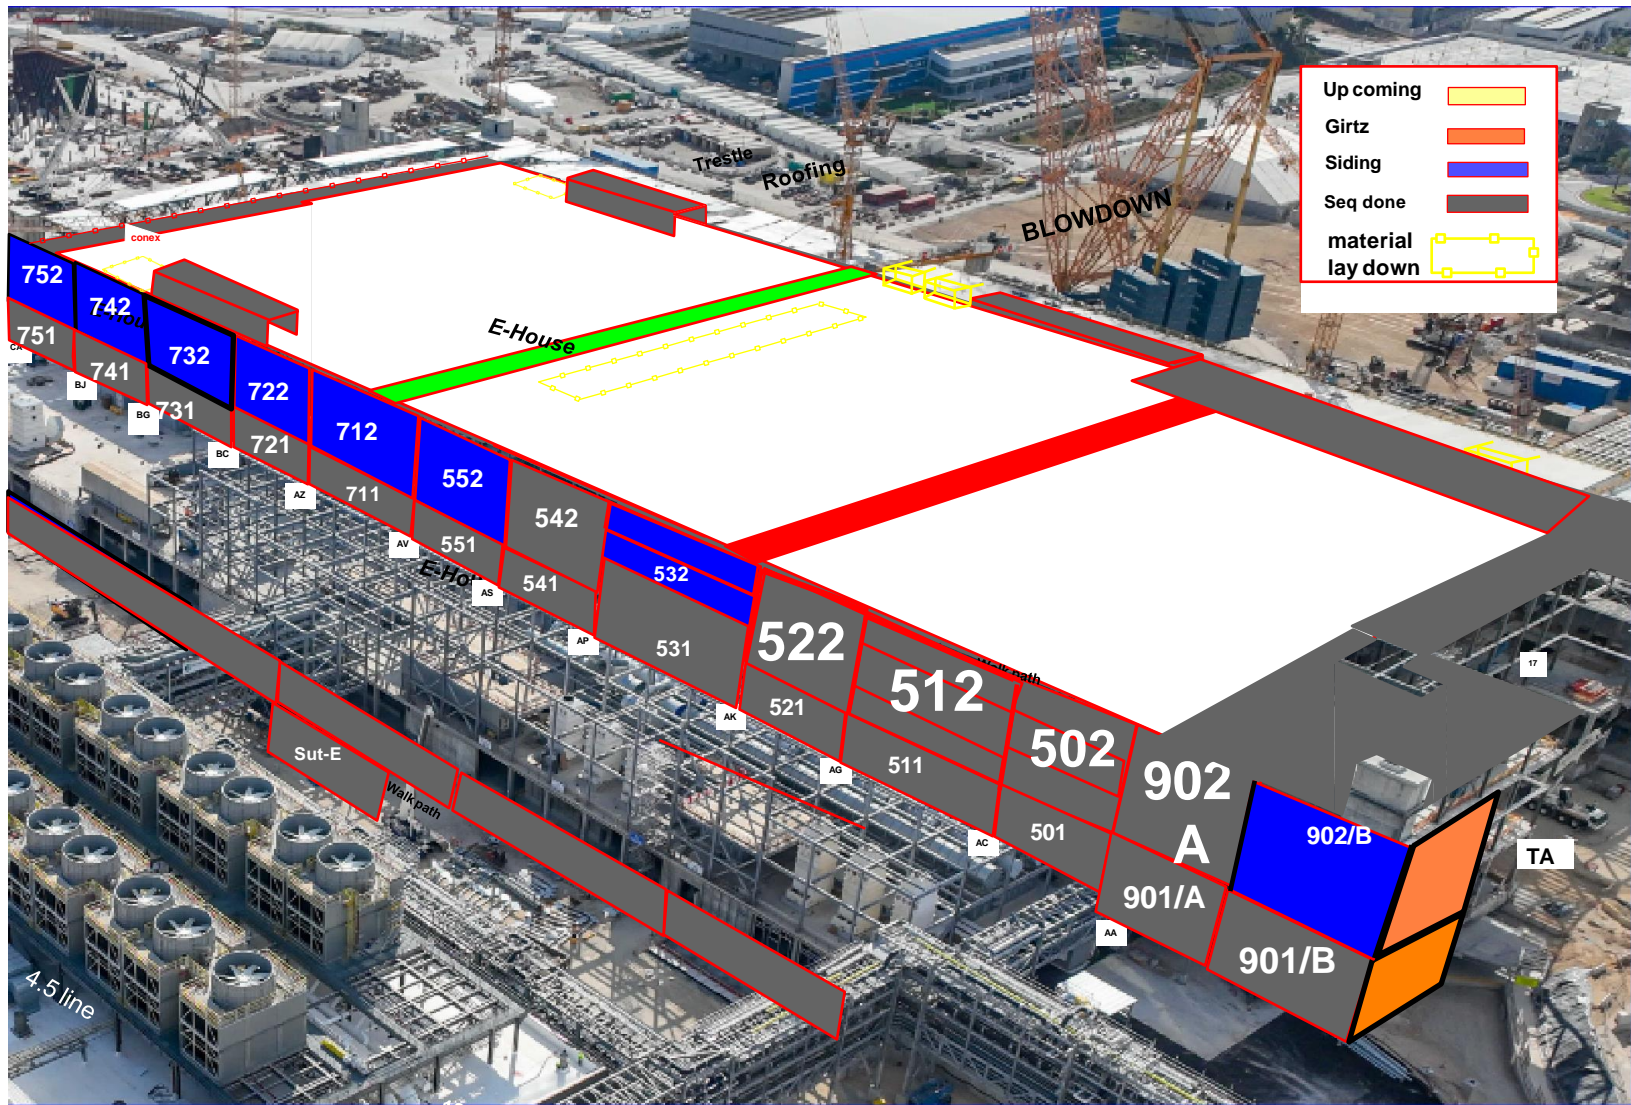 Up coming
Girtz
Siding
Seq done
material
lay down
Trestle
Roofing
BLOWDOWN
conex
E-House
752
742
732
722
712
552
542
532
522
512
502
902
A
902/B
751
741
731
721
711
551
541
531
521
511
501
901/A
901/B
BJ
BG
BC
AZ
AV
AS
AP
AK
AG
AC
AA
17
TA
Sut-E
Walkpath
4.5 line